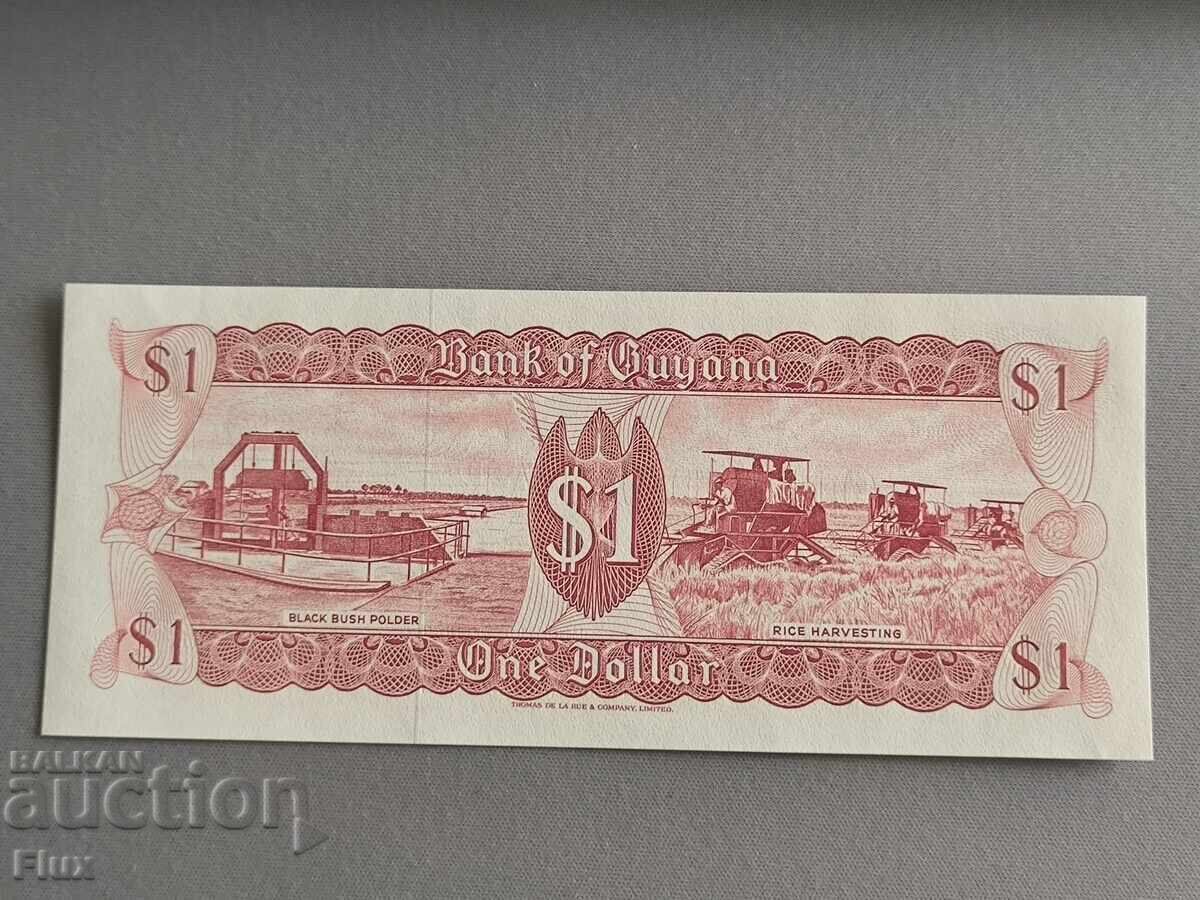 $1
Bank of Guyana
$1
$1
BLACK BUSH POLDER
RICE HARVESTING
$1
One Dollar
$1
THOMAS DE LA RUE & COMPANY, LIMITED.
BALKAN
auction
Flux